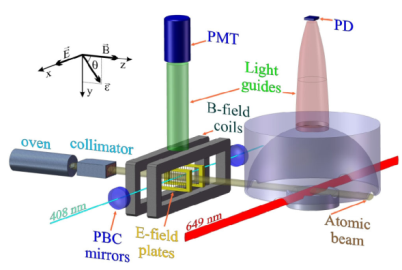 PMT
PD
E
B
θ
z
x
ε
y
Light
guides
B-field
coils
oven
collimator
408 nm
PBC
mirrors
E-field
plates
649 nm
Atomic
beam